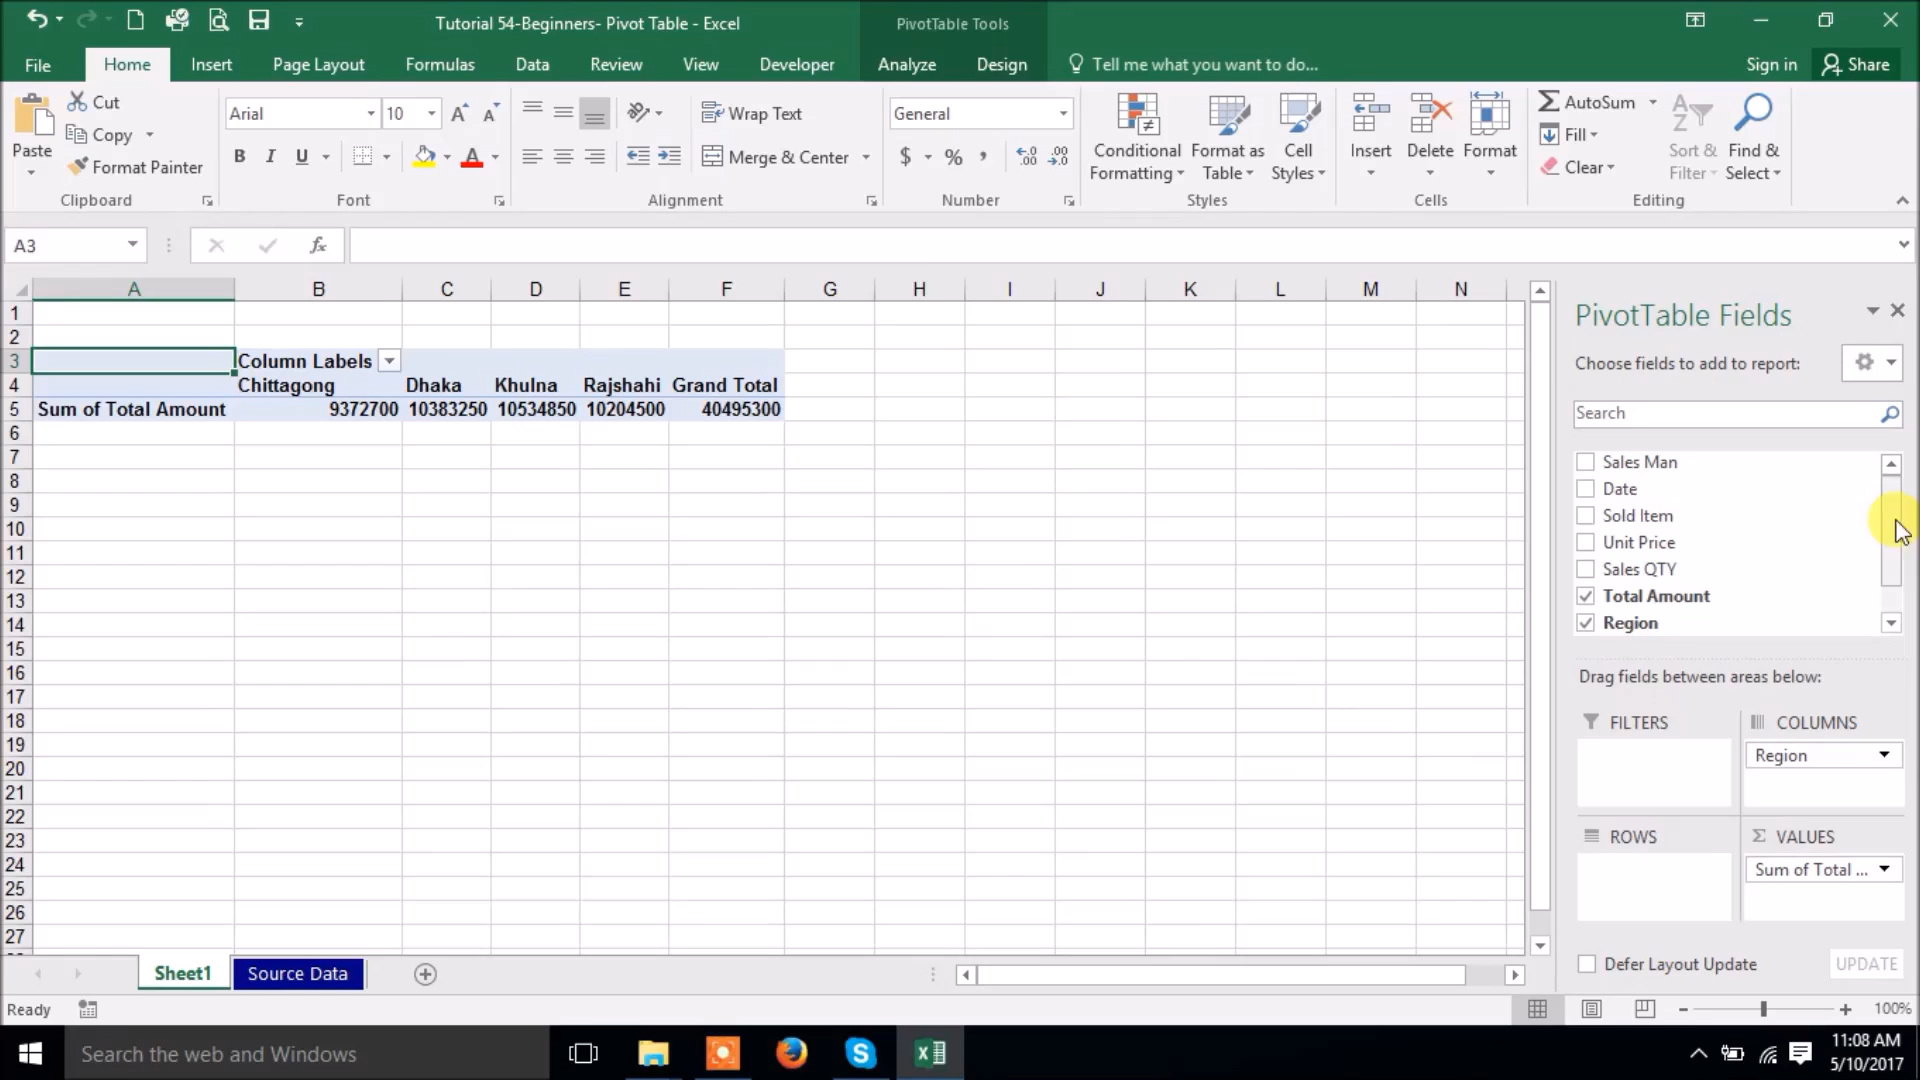 Tutorial 54-Beginners- Pivot Table - Excel
PivotTable Tools
File Home Insert Page Layout Formulas Data Review View Developer Analyze Design Tell me what you want to do... Sign in Share
Paste
Cut
Copy
Format Painter
Clipboard
Arial 10
B I U
Font
Wrap Text
Merge & Center
Alignment
General
$ %
Number
Conditional Formatting
Format as Table
Cell Styles
Styles
Insert Delete Format
Cells
AutoSum
Fill
Clear
Sort & Filter
Find & Select
Editing
A3 fx
A B C D E F G H I J K L M N
1
2
3 Column Labels
4 Chittagong Dhaka Khulna Rajshahi Grand Total
5 Sum of Total Amount 9372700 10383250 10534850 10204500 40495300
6
7
8
9
10
11
12
13
14
15
16
17
18
19
20
21
22
23
24
25
26
27
PivotTable Fields
Choose fields to add to report:
Search
Sales Man
Date
Sold Item
Unit Price
Sales QTY
Total Amount
Region
Drag fields between areas below:
FILTERS COLUMNS
Region
ROWS Σ VALUES
Sum of Total ...
Defer Layout Update UPDATE
Sheet1 Source Data
Ready 100%
Search the web and Windows
11:08 AM
5/10/2017